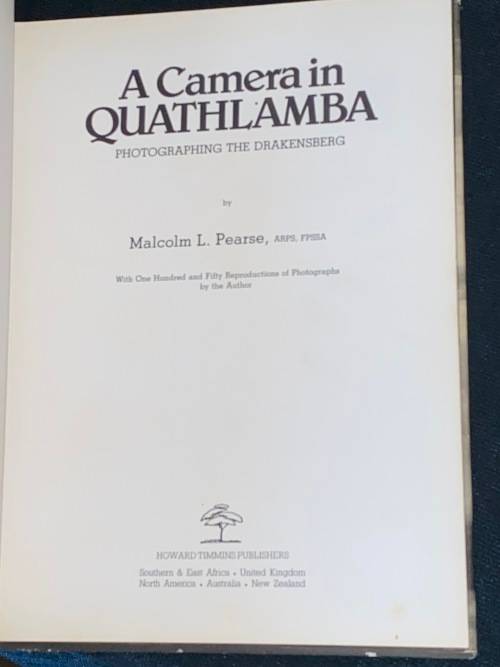 A Camera in
QUATHLAMBA
PHOTOGRAPHING THE DRAKENSBERG
by
Malcolm L. Pearse, ARPS, FPSSA
With One Hundred and Fifty Reproductions of Photographs
by the Author
HOWARD TIMMINS PUBLISHERS
Southern & East Africa • United Kingdom
North America • Australia • New Zealand